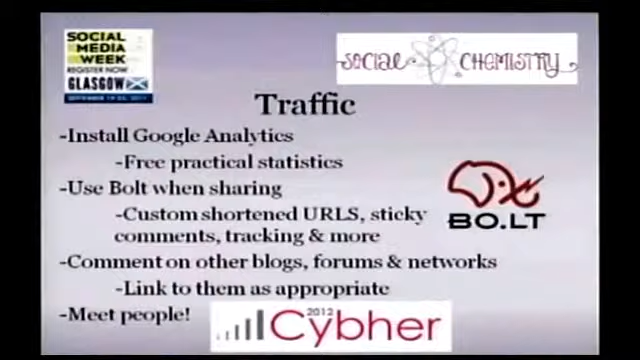 SOCIAL
MEDIA
WEEK
REGISTER NOW
GLASGOW
SOCIAL CHEMISTRY
Traffic
-Install Google Analytics
-Free practical statistics
-Use Bolt when sharing
-Custom shortened URLS, sticky
comments, tracking & more
BO.LT
-Comment on other blogs, forums & networks
-Link to them as appropriate
-Meet people!
2012
Cybher